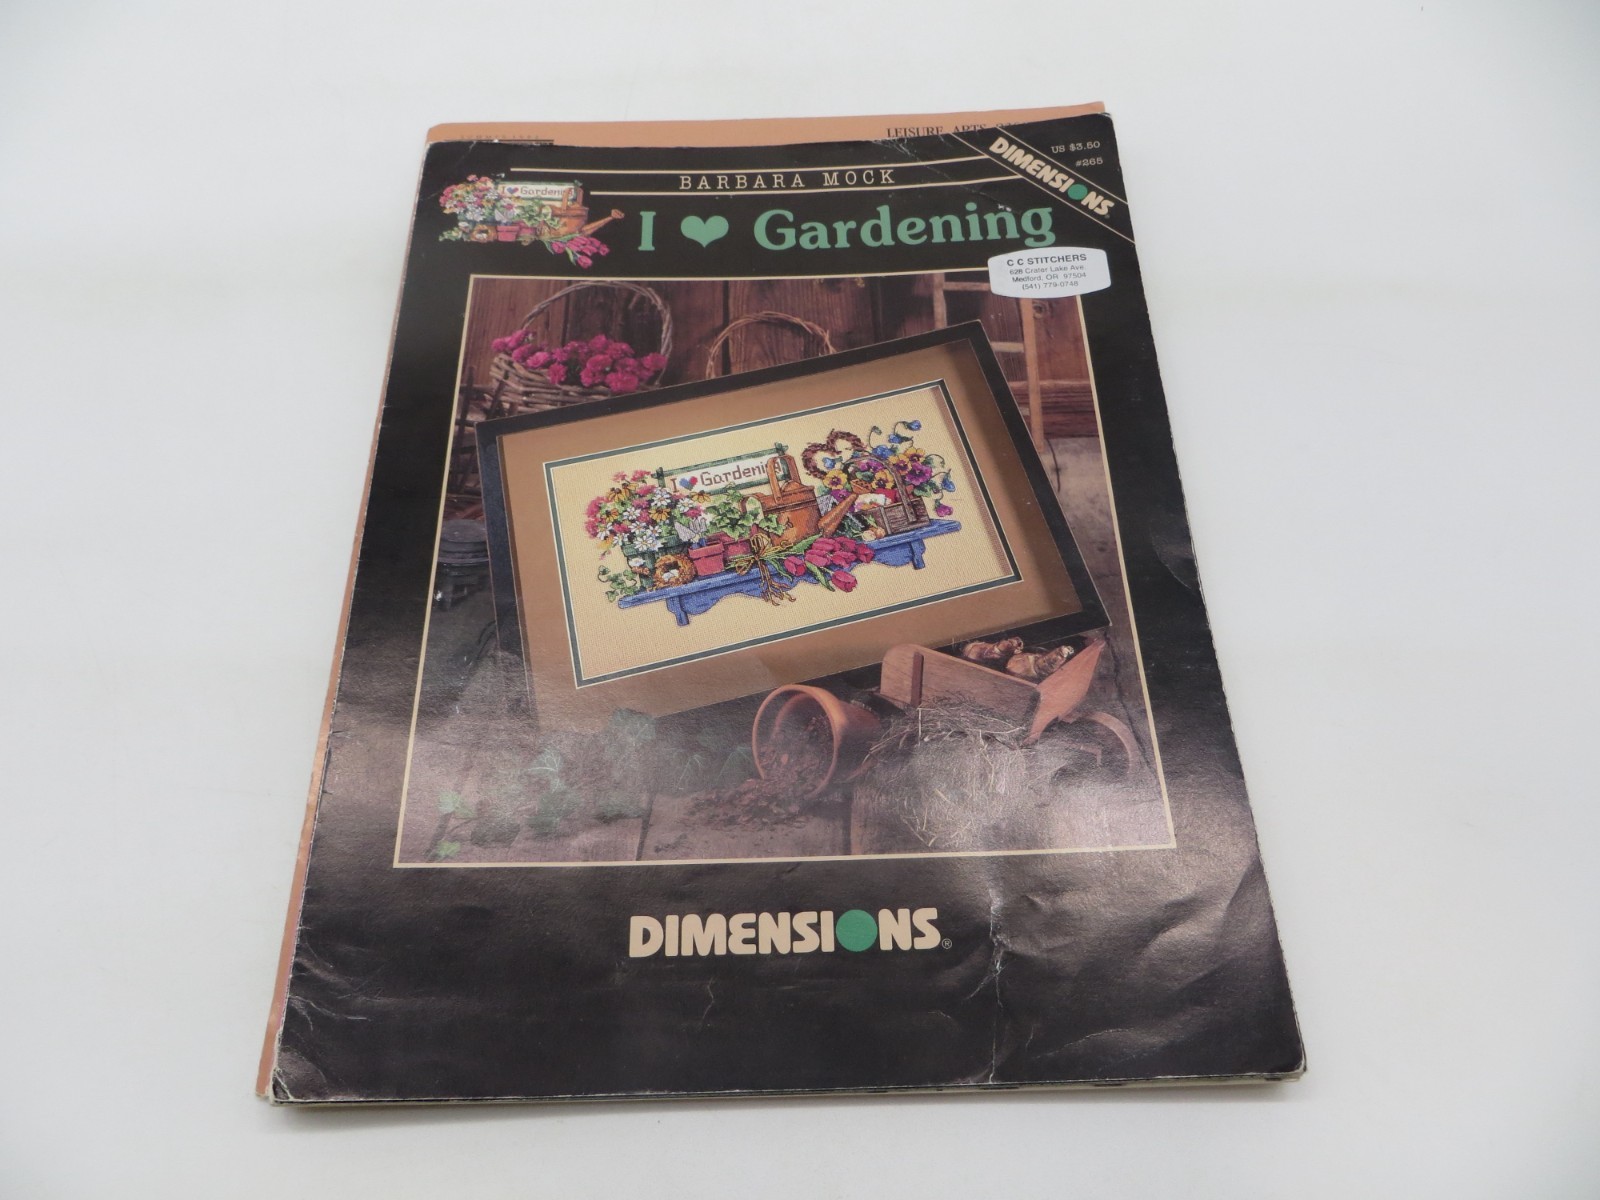 LEISURE ARTS
US $3.50
#265
DIMENSIONS
BARBARA MOCK
I ♥ Gardening
I ♥ Gardening
C C STITCHERS
628 Crater Lake Ave.
Medford, OR 97504
(541) 779-0748
I ♥ Gardening
DIMENSIONS®